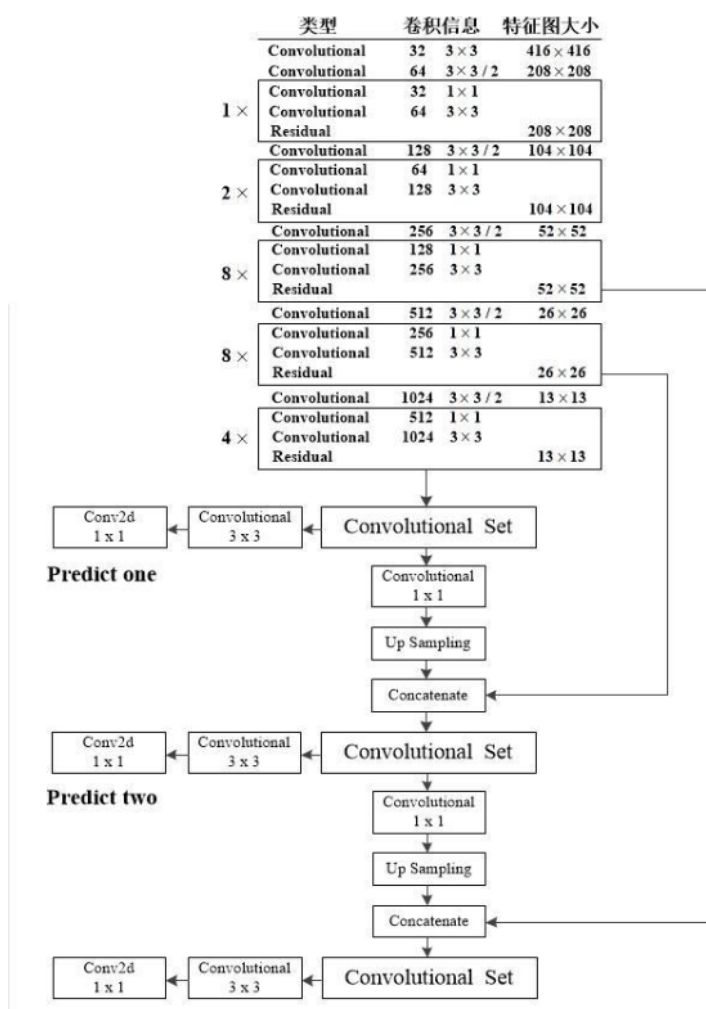 类型 卷积信息 特征图大小
Convolutional 32 3×3 416×416
Convolutional 64 3×3/2 208×208
Convolutional 32 1×1
1× Convolutional 64 3×3
Residual 208×208
Convolutional 128 3×3/2 104×104
Convolutional 64 1×1
2× Convolutional 128 3×3
Residual 104×104
Convolutional 256 3×3/2 52×52
Convolutional 128 1×1
8× Convolutional 256 3×3
Residual 52×52
Convolutional 512 3×3/2 26×26
Convolutional 256 1×1
8× Convolutional 512 3×3
Residual 26×26
Convolutional 1024 3×3/2 13×13
Convolutional 512 1×1
4× Convolutional 1024 3×3
Residual 13×13
Conv2d
1 x 1
Convolutional
3 x 3
Convolutional Set
Predict one
Convolutional
1 x 1
Up Sampling
Concatenate
Conv2d
1 x 1
Convolutional
3 x 3
Convolutional Set
Predict two
Convolutional
1 x 1
Up Sampling
Concatenate
Conv2d
1 x 1
Convolutional
3 x 3
Convolutional Set